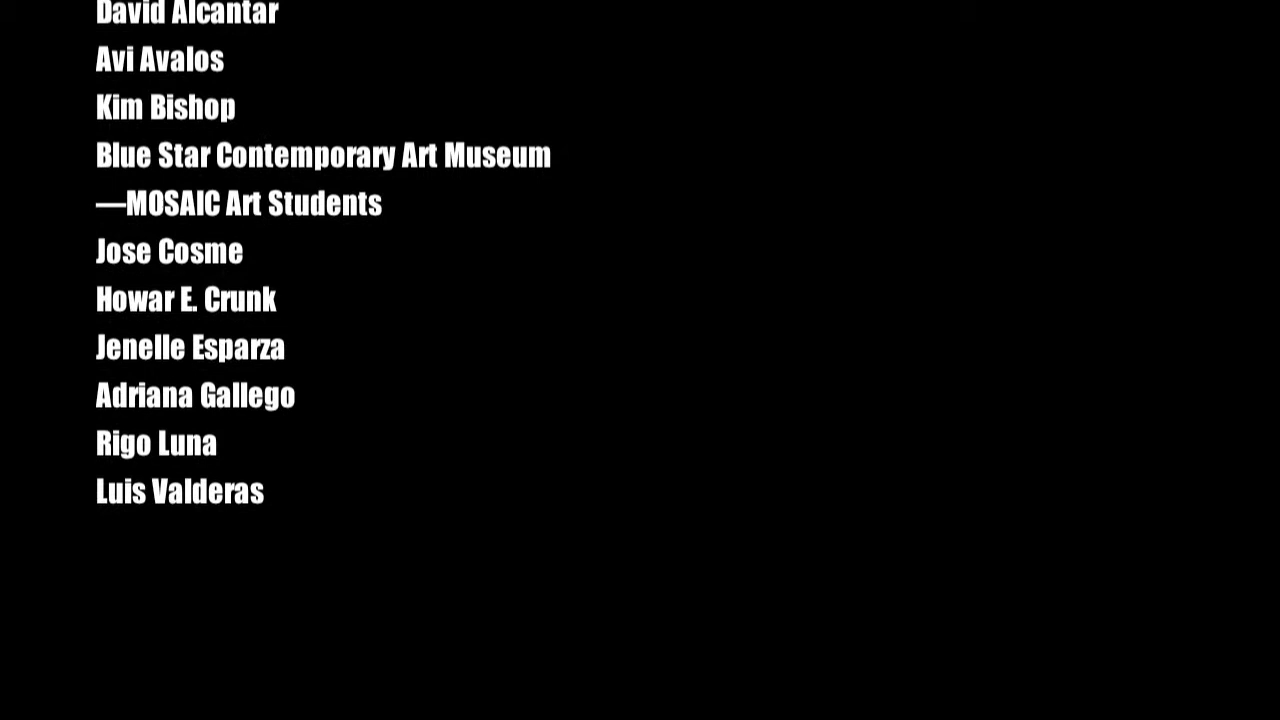 David Alcantar
Avi Avalos
Kim Bishop
Blue Star Contemporary Art Museum
—MOSAIC Art Students
Jose Cosme
Howar E. Crunk
Jenelle Esparza
Adriana Gallego
Rigo Luna
Luis Valderas